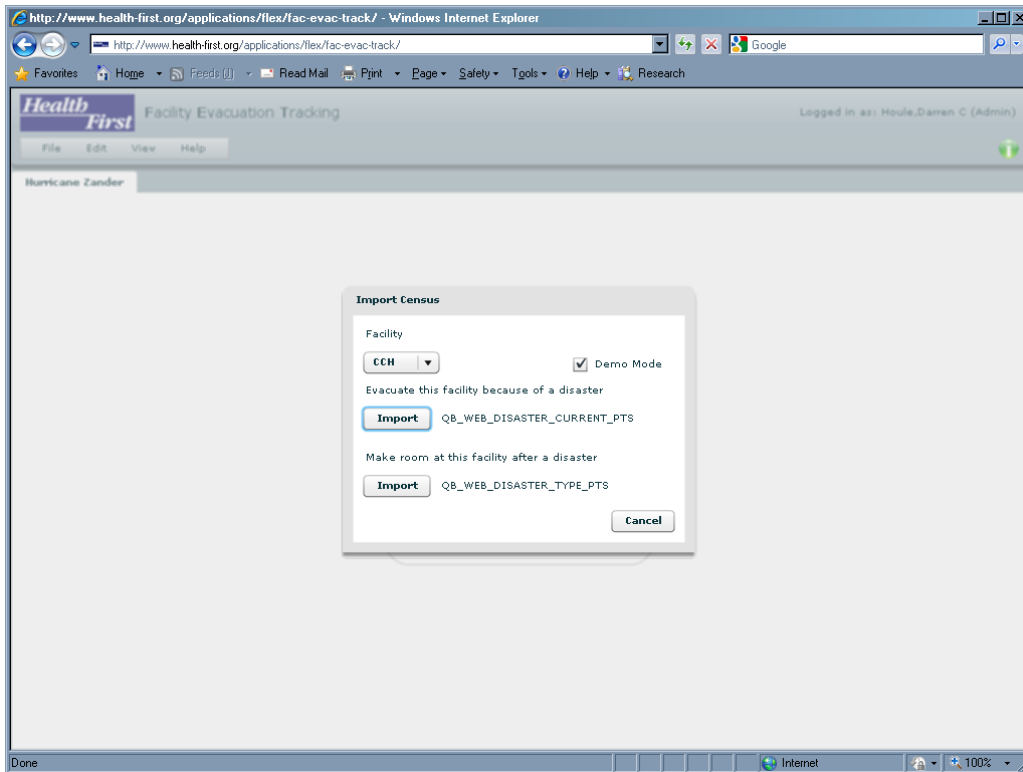 http://www.health-first.org/applications/flex/fac-evac-track/ - Windows Internet Explorer
http://www.health-first.org/applications/flex/fac-evac-track/
Google
Favorites Home Feeds (J) Read Mail Print Page Safety Tools Help Research
Health First
Facility Evacuation Tracking
Logged in as: Houle,Darren C (Admin)
File Edit View Help
Hurricane Zander
Import Census
Facility
CCH
Demo Mode
Evacuate this facility because of a disaster
Import QB_WEB_DISASTER_CURRENT_PTS
Make room at this facility after a disaster
Import QB_WEB_DISASTER_TYPE_PTS
Cancel
Done
Internet
100%